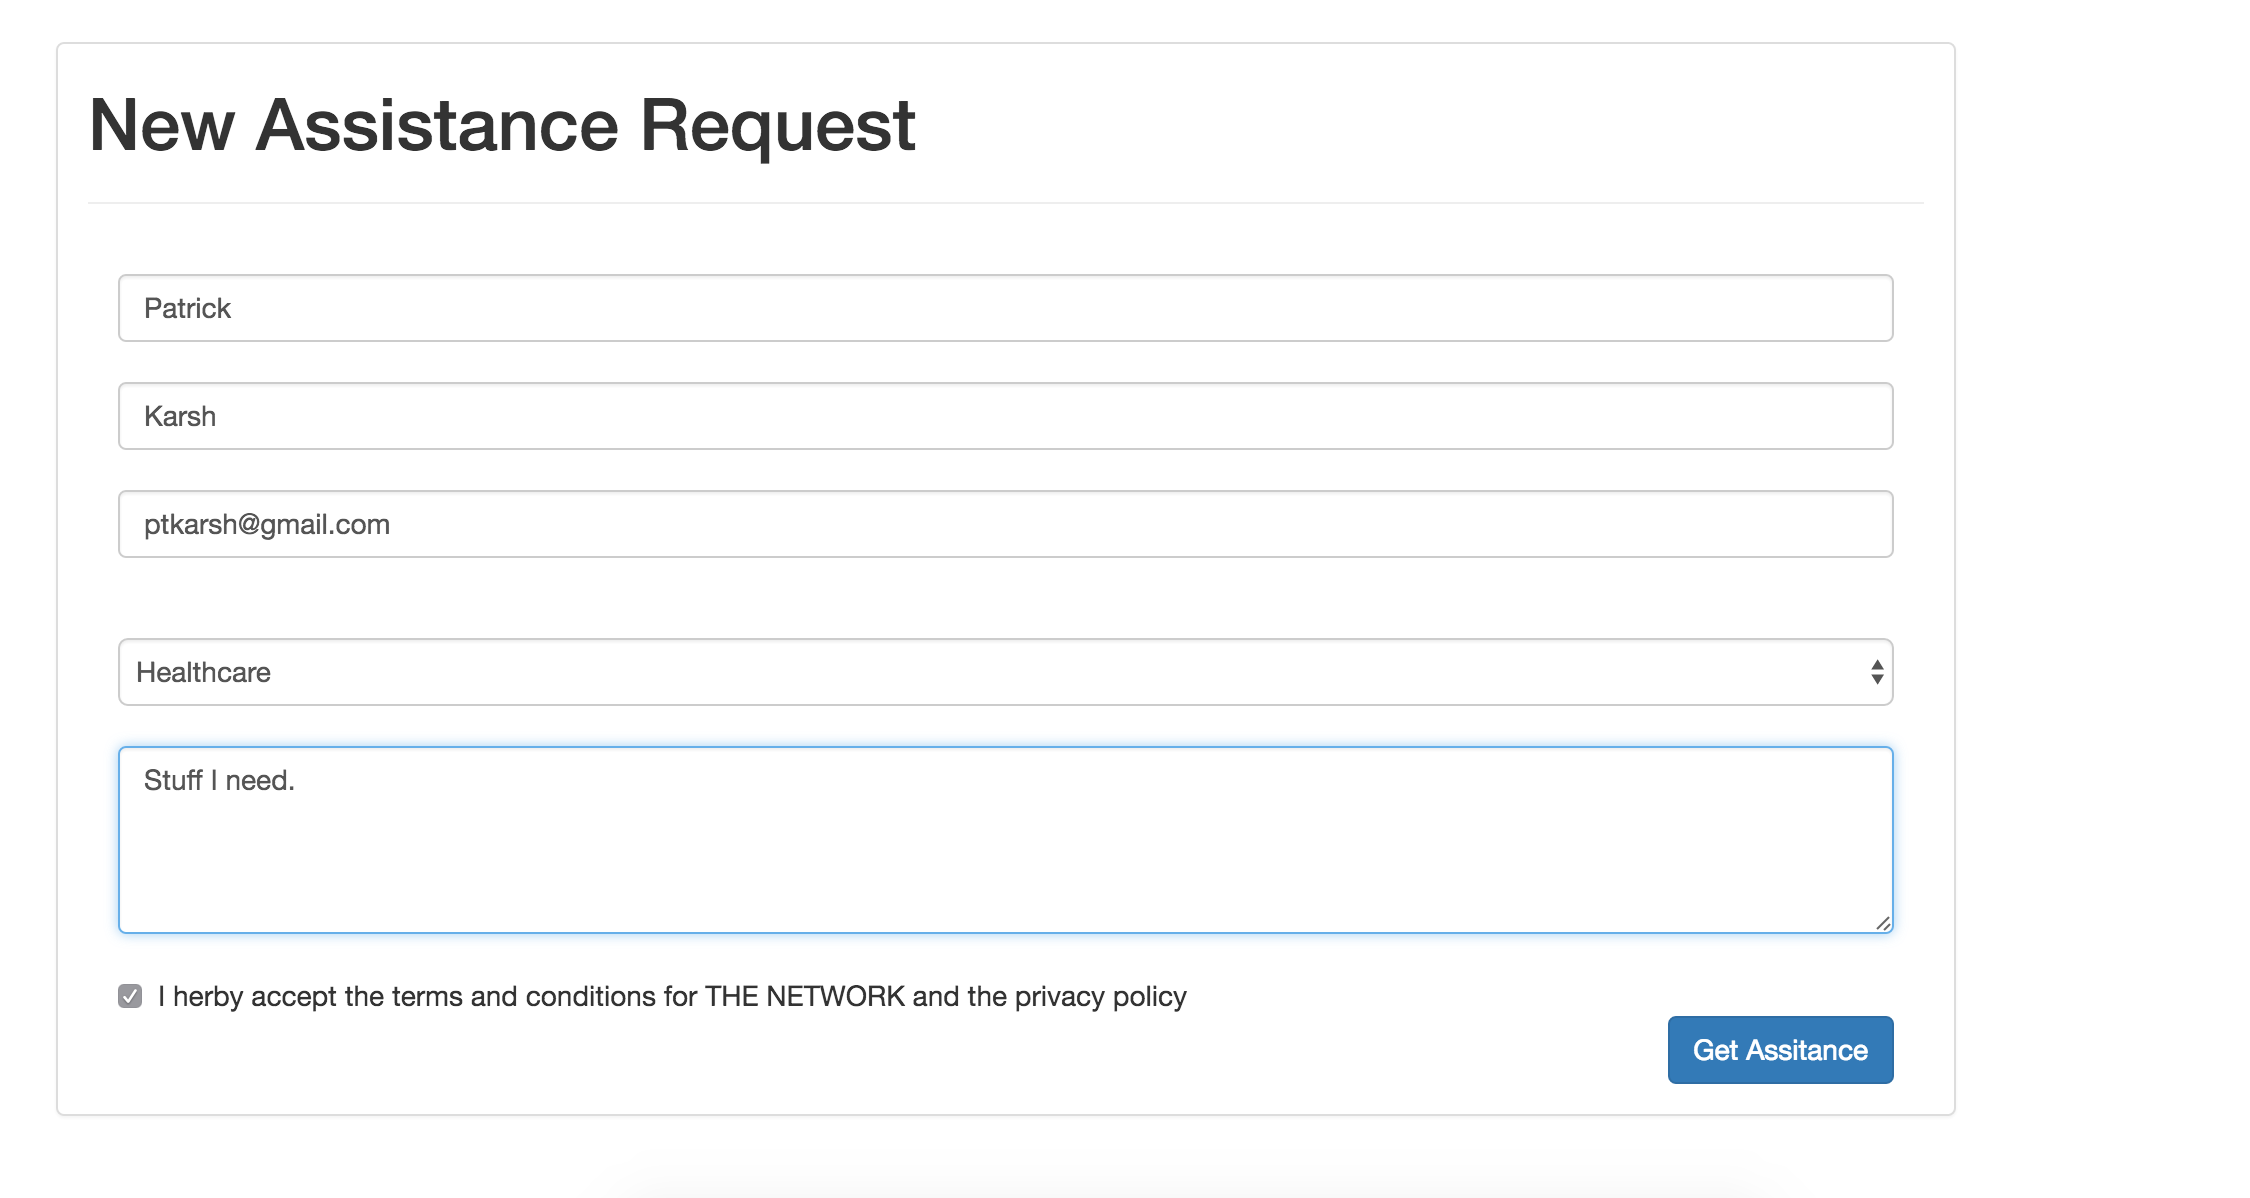 New Assistance Request
Patrick
Karsh
ptkarsh@gmail.com
Healthcare
Stuff I need.
I herby accept the terms and conditions for THE NETWORK and the privacy policy
Get Assitance